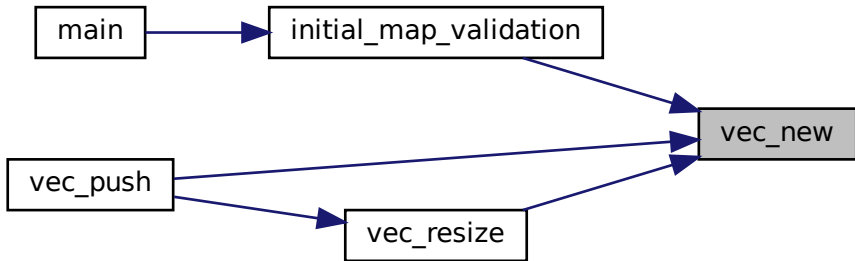 main
initial_map_validation
vec_new
vec_push
vec_resize